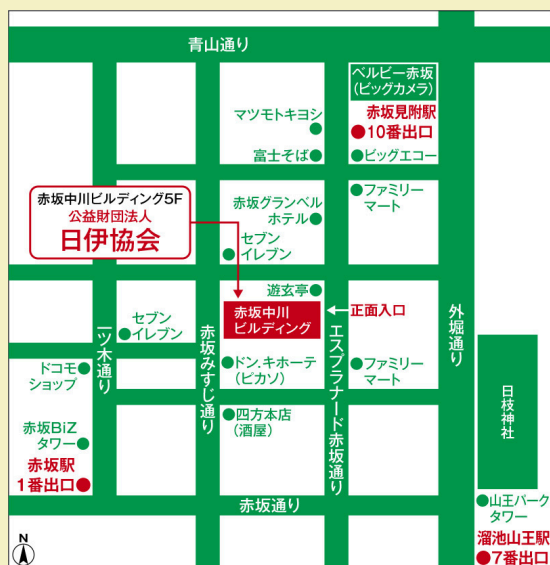 青山通り
ベルビー赤坂
(ビッグカメラ)
赤坂見附駅
10番出口
マツモトキヨシ
富士そば
ビッグエコー
赤坂中川ビルディング5F
公益財団法人
日伊協会
赤坂グランベル
ホテル
ファミリー
マート
セブン
イレブン
遊玄亭
赤坂中川
ビルディング
正面入口
セブン
イレブン
一ツ木通り
赤坂みすじ通り
エスプラナード赤坂通り
外堀通り
ドコモ
ショップ
ドン.キホーテ
(ピカソ)
ファミリー
マート
日枝神社
赤坂BiZ
タワー
四方本店
(酒屋)
赤坂駅
1番出口
赤坂通り
山王パーク
タワー
溜池山王駅
7番出口
N